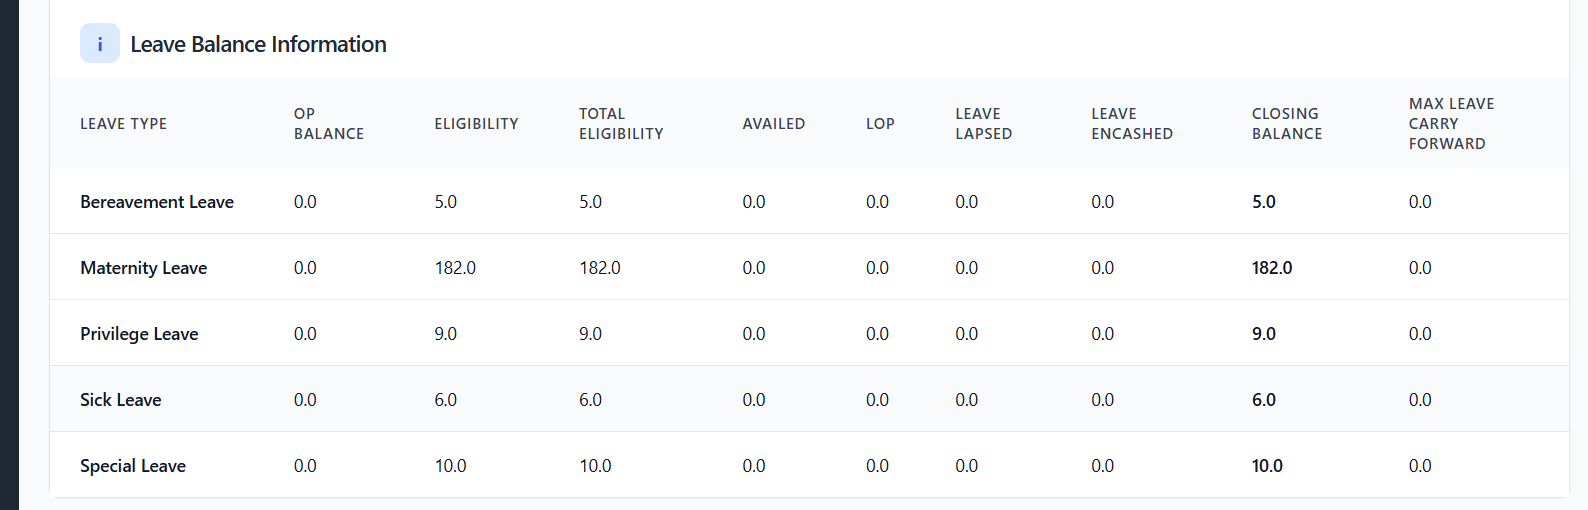 i Leave Balance Information
LEAVE TYPE OP BALANCE ELIGIBILITY TOTAL ELIGIBILITY AVAILED LOP LEAVE LAPSED LEAVE ENCASHED CLOSING BALANCE MAX LEAVE CARRY FORWARD
Bereavement Leave 0.0 5.0 5.0 0.0 0.0 0.0 0.0 5.0 0.0
Maternity Leave 0.0 182.0 182.0 0.0 0.0 0.0 0.0 182.0 0.0
Privilege Leave 0.0 9.0 9.0 0.0 0.0 0.0 0.0 9.0 0.0
Sick Leave 0.0 6.0 6.0 0.0 0.0 0.0 0.0 6.0 0.0
Special Leave 0.0 10.0 10.0 0.0 0.0 0.0 0.0 10.0 0.0